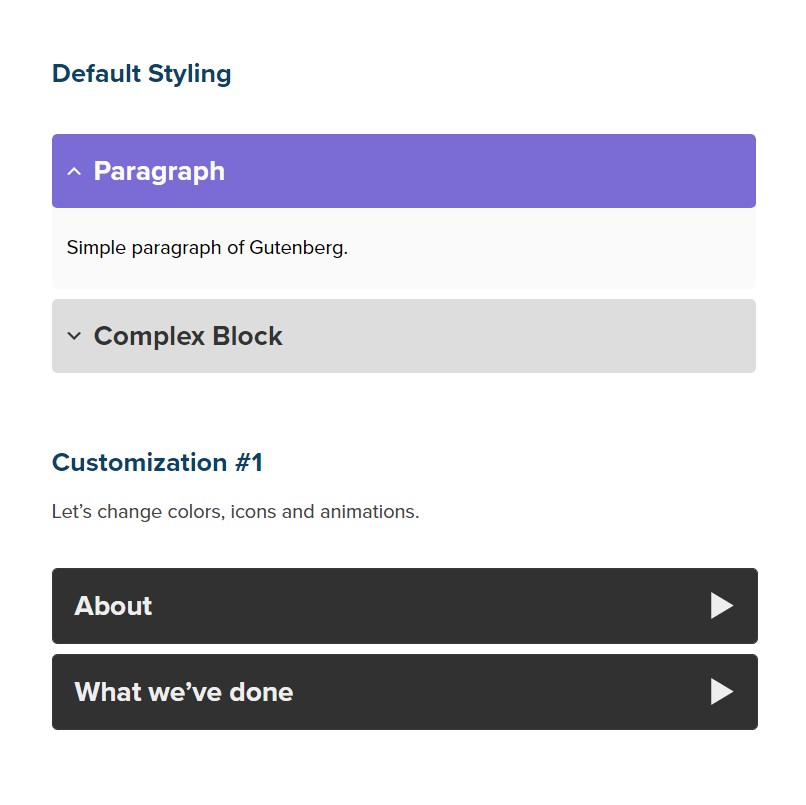 Default Styling
Paragraph
Simple paragraph of Gutenberg.
Complex Block
Customization #1
Let’s change colors, icons and animations.
About
What we’ve done